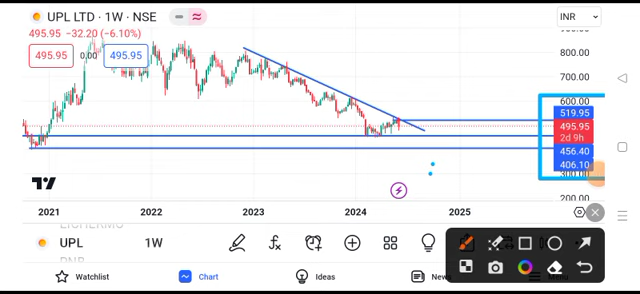 UPL LTD · 1W · NSE
INR
495.95 −32.20 (−6.10%)
495.95 0.00 495.95
800.00
700.00
600.00
519.95
495.95
2d 9h
456.40
406.10
300.00
200.00
2021 2022 2023 2024 2025
UPL 1W
Watchlist Chart Ideas News